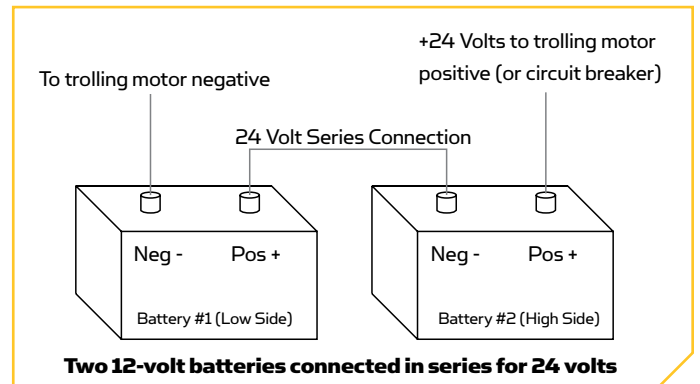 +24 Volts to trolling motor
positive (or circuit breaker)
To trolling motor negative
24 Volt Series Connection
Neg - Pos + Neg - Pos +
Battery #1 (Low Side) Battery #2 (High Side)
Two 12-volt batteries connected in series for 24 volts